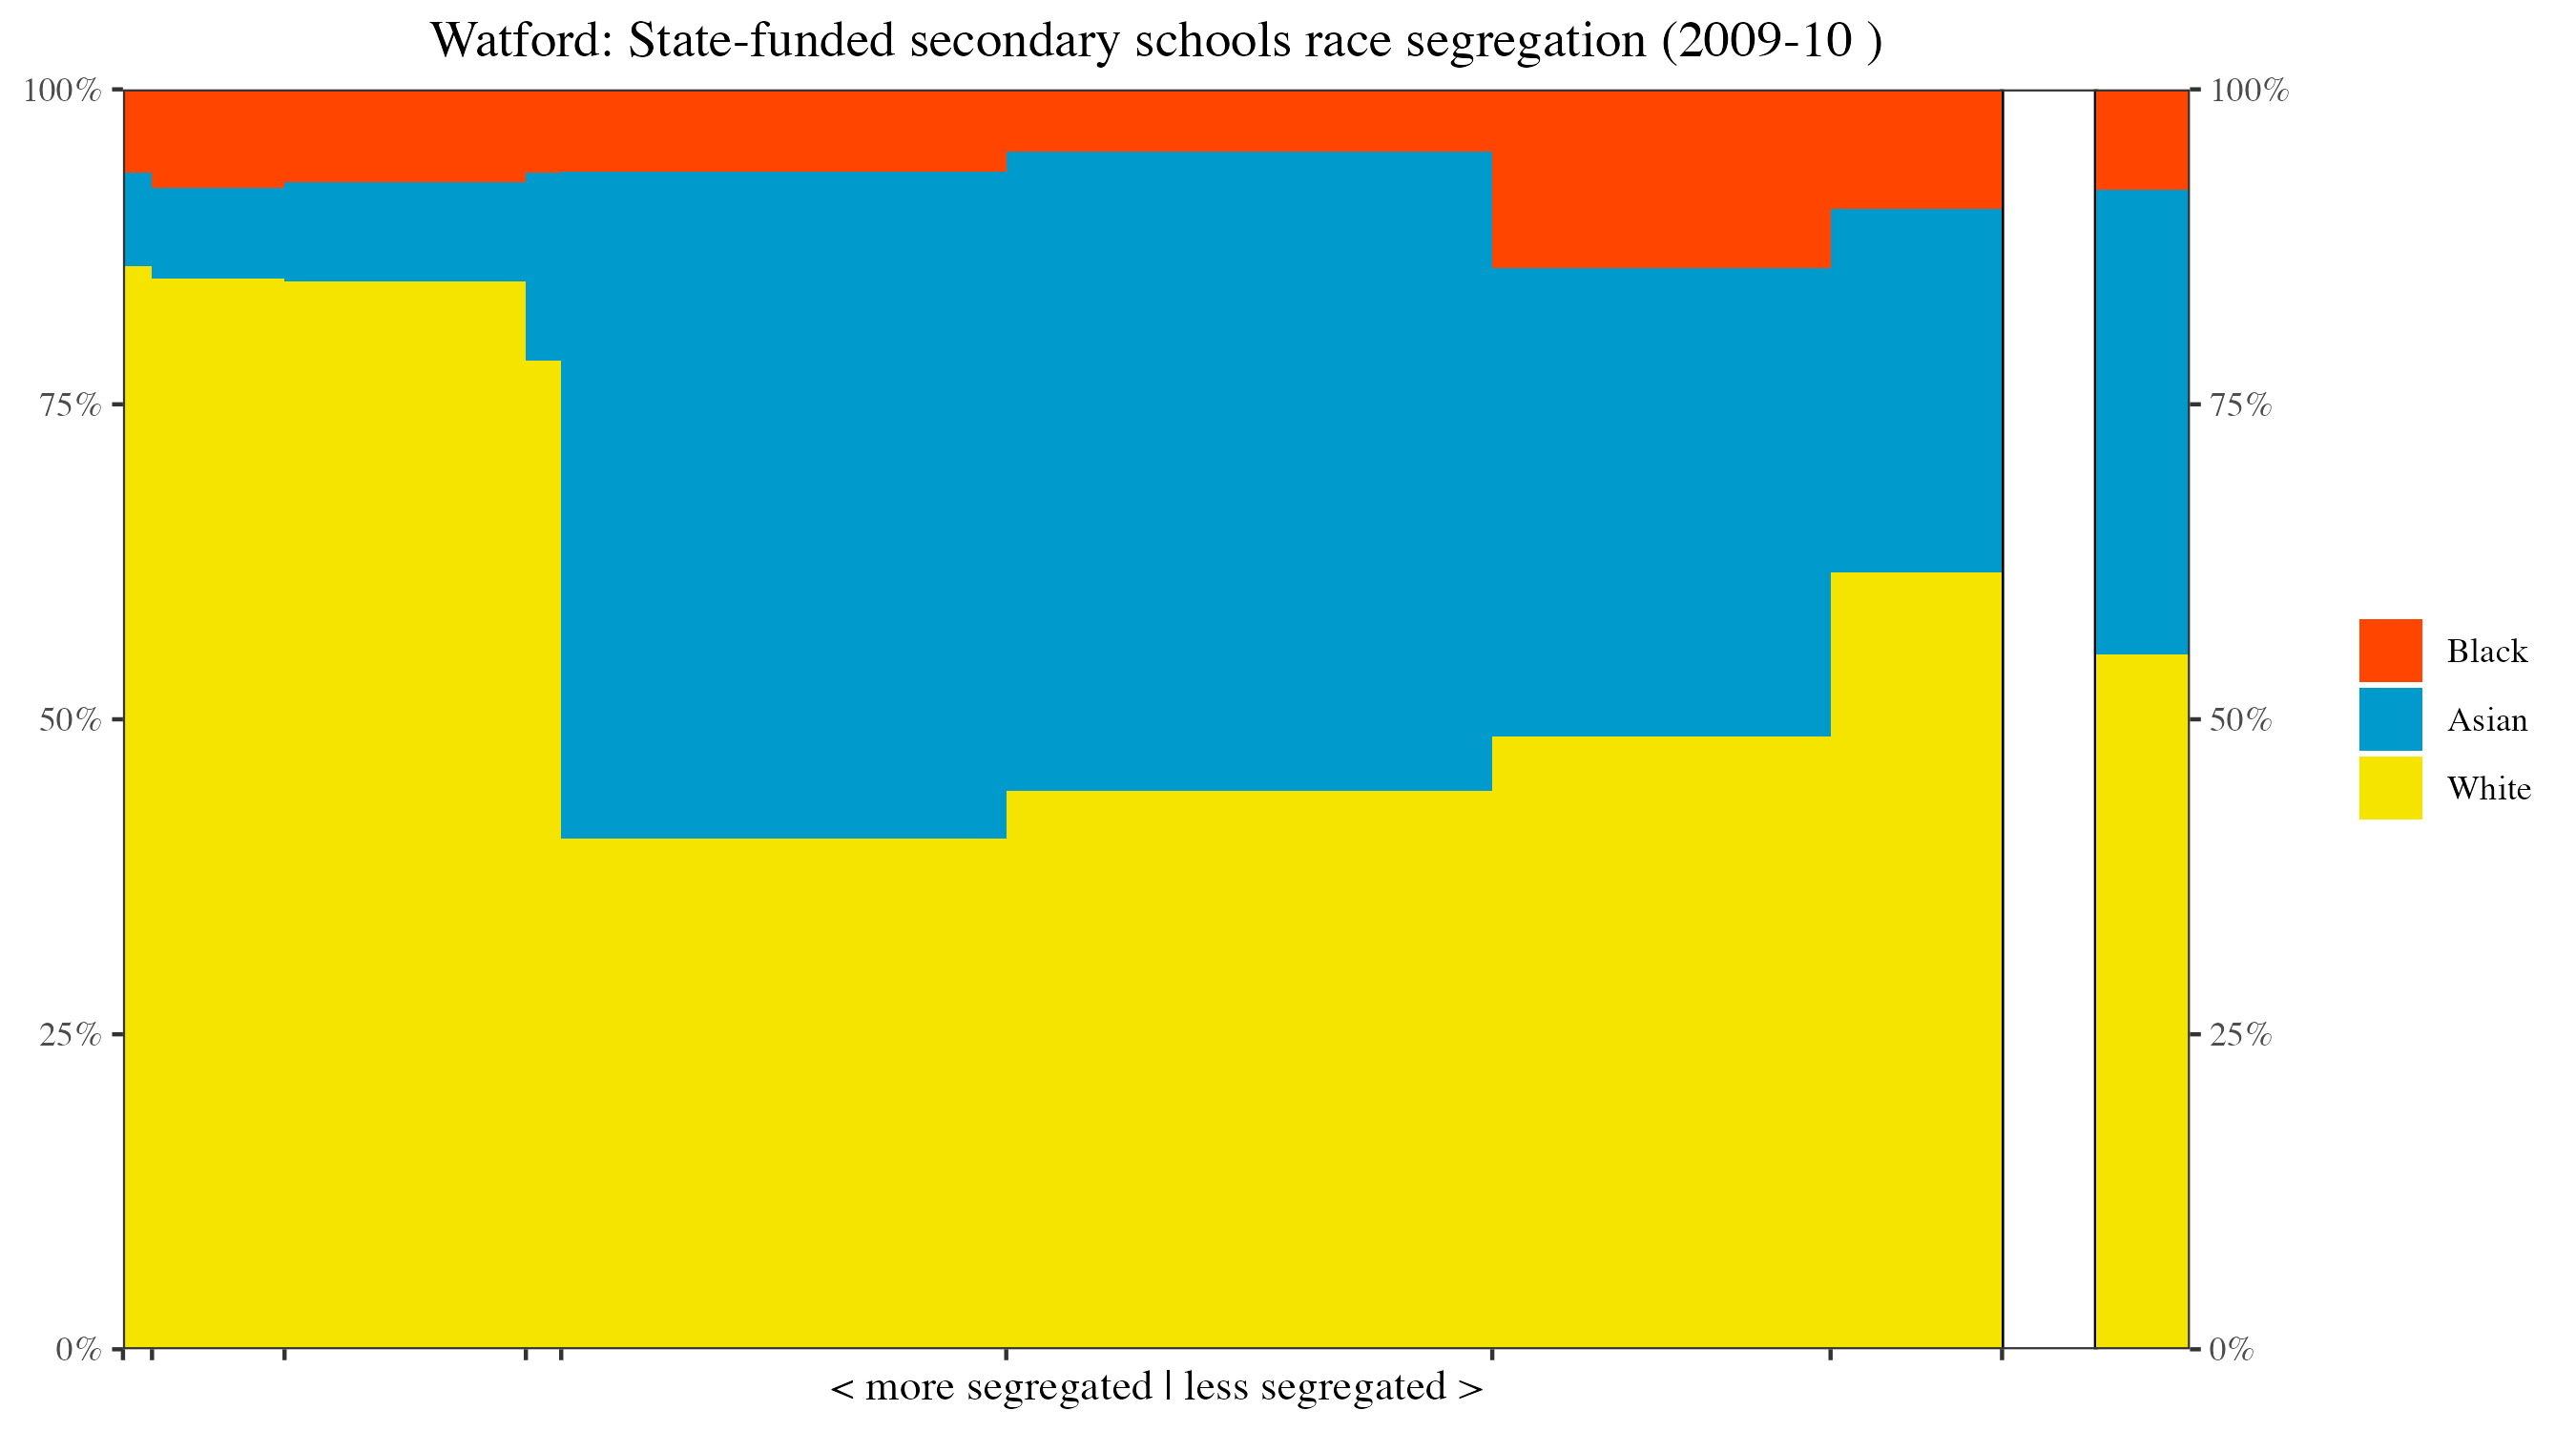 Watford: State-funded secondary schools race segregation (2009-10 )
100%
75%
50%
25%
0%
100%
75%
50%
25%
0%
Black
Asian
White
< more segregated | less segregated >